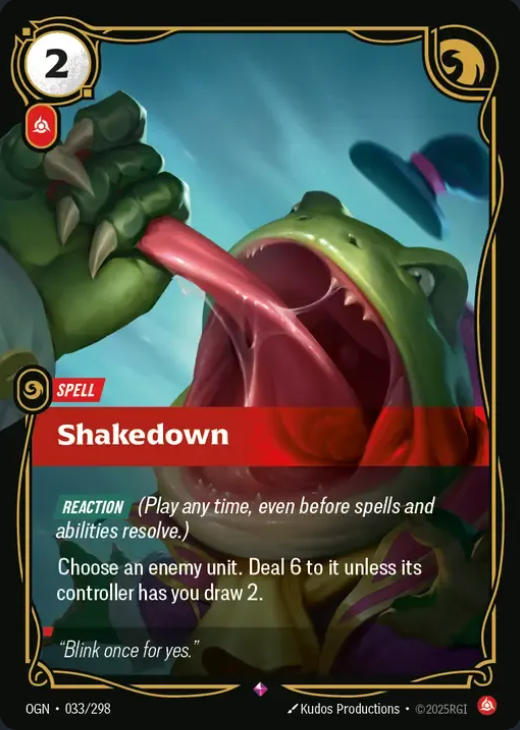 2
SPELL
Shakedown
REACTION (Play any time, even before spells and
abilities resolve.)
Choose an enemy unit. Deal 6 to it unless its
controller has you draw 2.
“Blink once for yes.”
OGN • 033/298
Kudos Productions • ©2025RGI